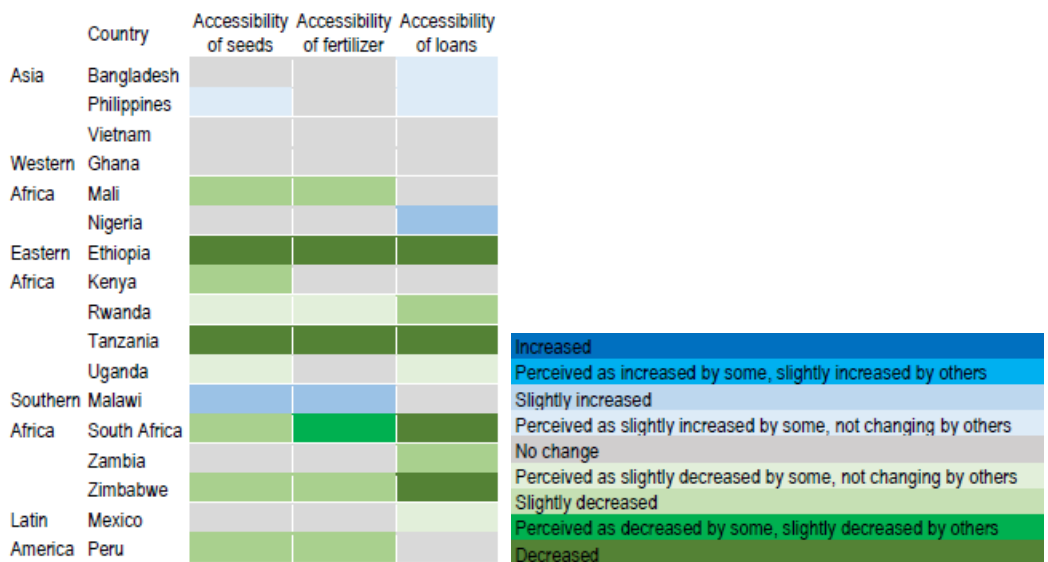 Country Accessibility Accessibility Accessibility
of seeds of fertilizer of loans
Asia Bangladesh
Philippines
Vietnam
Western Ghana
Africa Mali
Nigeria
Eastern Ethiopia
Africa Kenya
Rwanda
Tanzania
Uganda
Southern Malawi
Africa South Africa
Zambia
Zimbabwe
Latin Mexico
America Peru
Increased
Perceived as increased by some, slightly increased by others
Slightly increased
Perceived as slightly increased by some, not changing by others
No change
Perceived as slightly decreased by some, not changing by others
Slightly decreased
Perceived as decreased by some, slightly decreased by others
Decreased